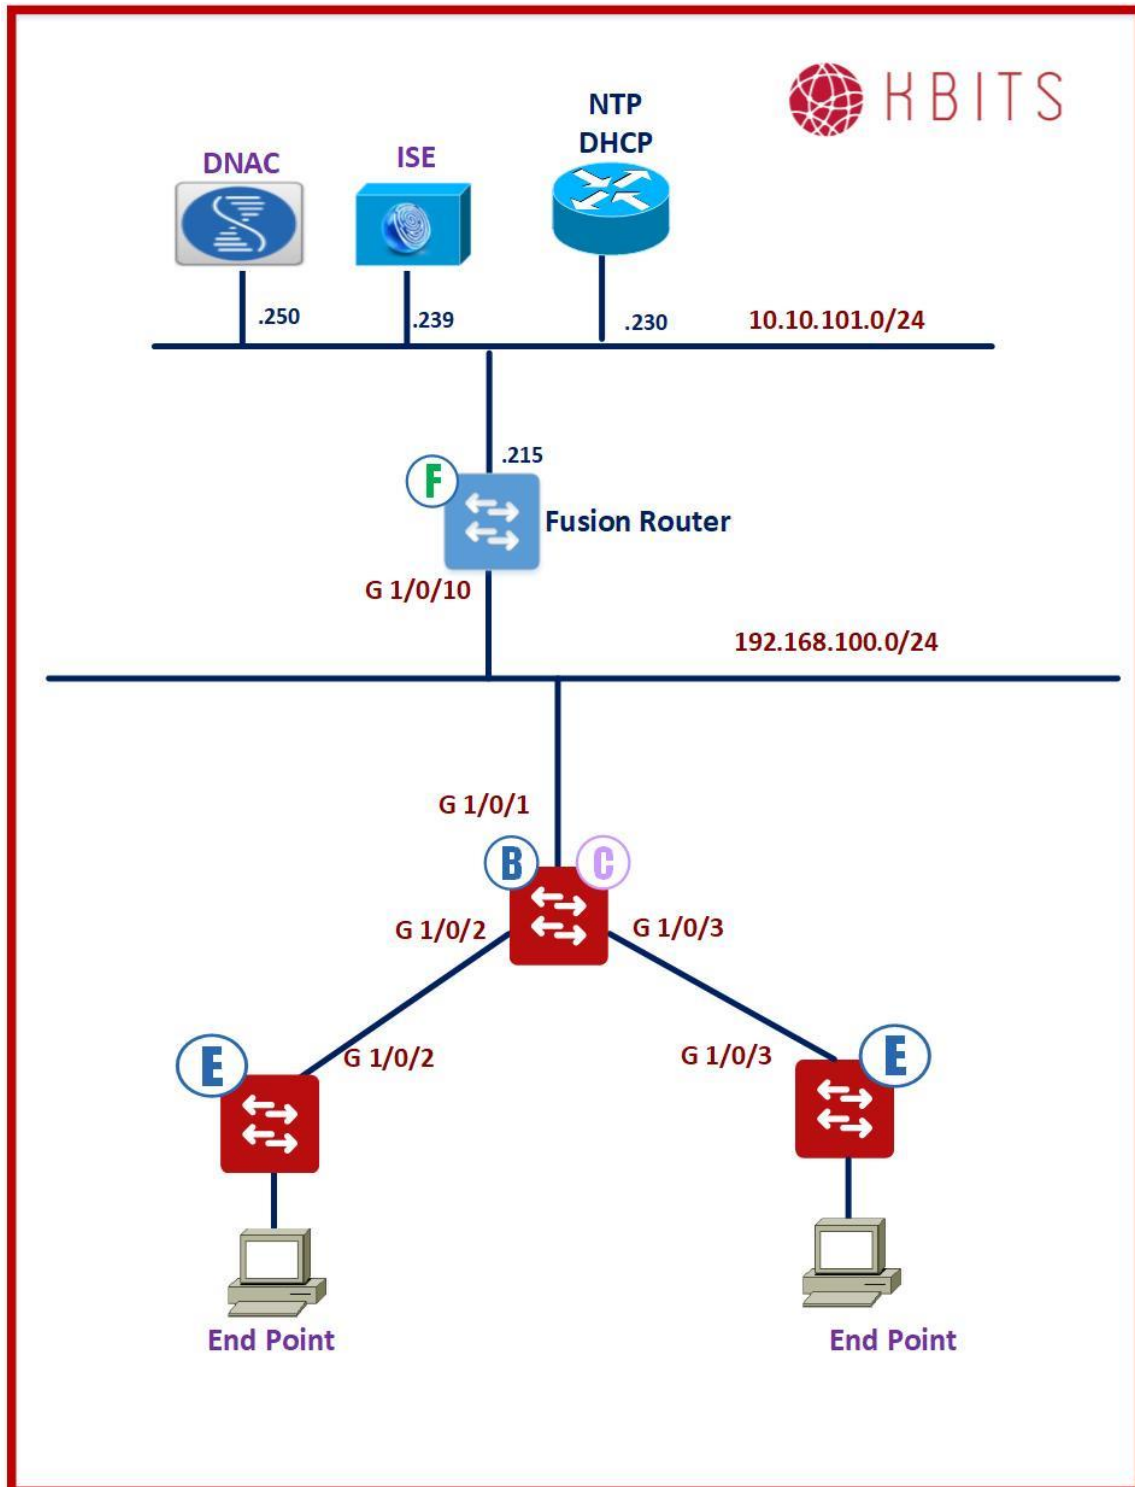 KBITS
NTP
DHCP
DNAC
ISE
.250
.239
.230
10.10.101.0/24
.215
F
Fusion Router
G 1/0/10
192.168.100.0/24
G 1/0/1
B
C
G 1/0/2
G 1/0/3
G 1/0/2
G 1/0/3
E
E
End Point
End Point